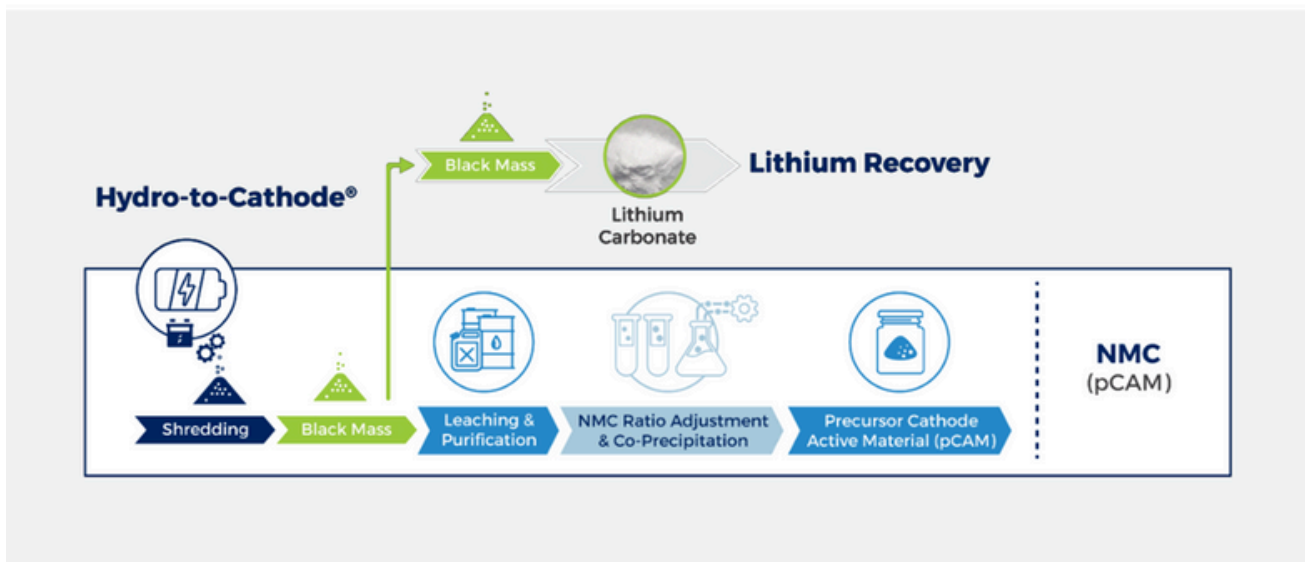 Black Mass
Lithium Recovery
Lithium
Carbonate
Hydro-to-Cathode®
Shredding
Black Mass
Leaching &
Purification
NMC Ratio Adjustment
& Co-Precipitation
Precursor Cathode
Active Material (pCAM)
NMC
(pCAM)